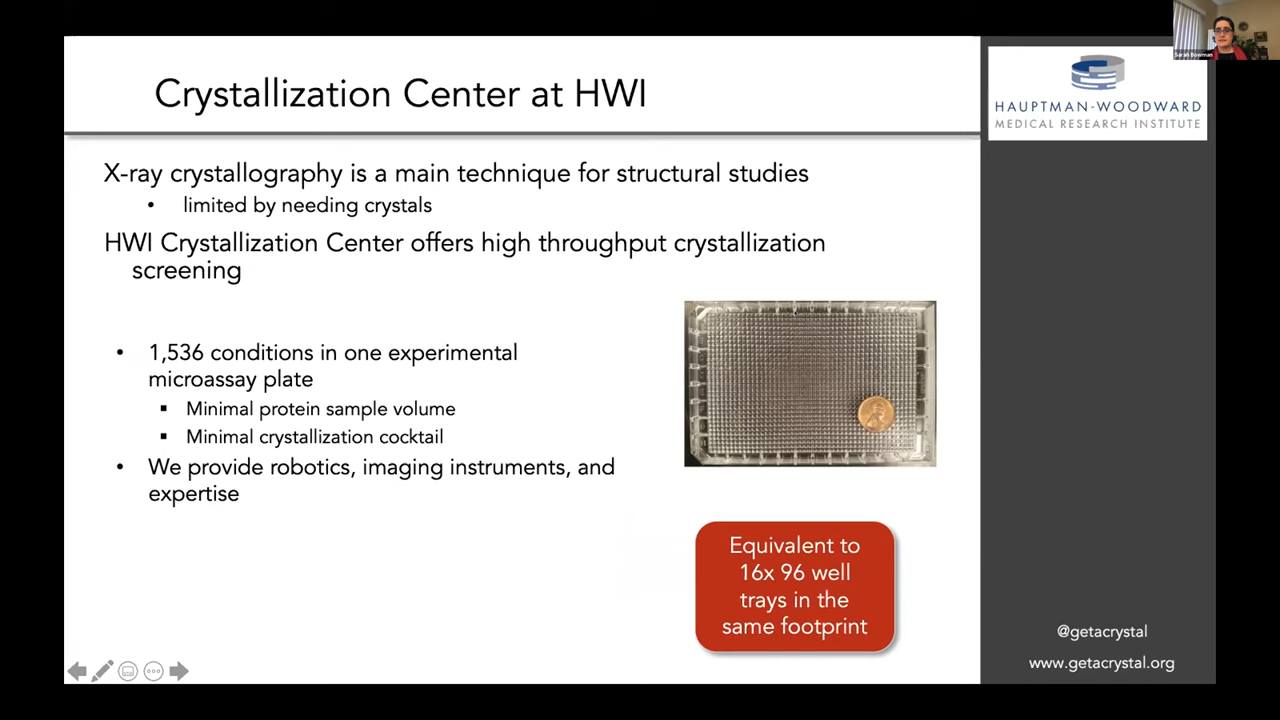 Crystallization Center at HWI
X-ray crystallography is a main technique for structural studies
• limited by needing crystals
HWI Crystallization Center offers high throughput crystallization
screening
• 1,536 conditions in one experimental
microassay plate
▪ Minimal protein sample volume
▪ Minimal crystallization cocktail
• We provide robotics, imaging instruments, and
expertise
Equivalent to
16x 96 well
trays in the
same footprint
Sarah Bowman
HAUPTMAN-WOODWARD
MEDICAL RESEARCH INSTITUTE
@getacrystal
www.getacrystal.org